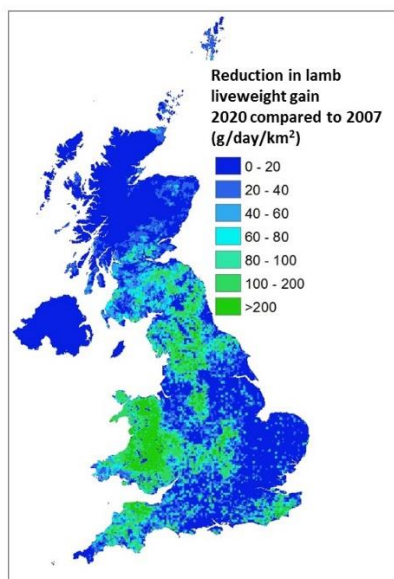 Reduction in lamb
liveweight gain
2020 compared to 2007
(g/day/km²)
0 - 20
20 - 40
40 - 60
60 - 80
80 - 100
100 - 200
>200